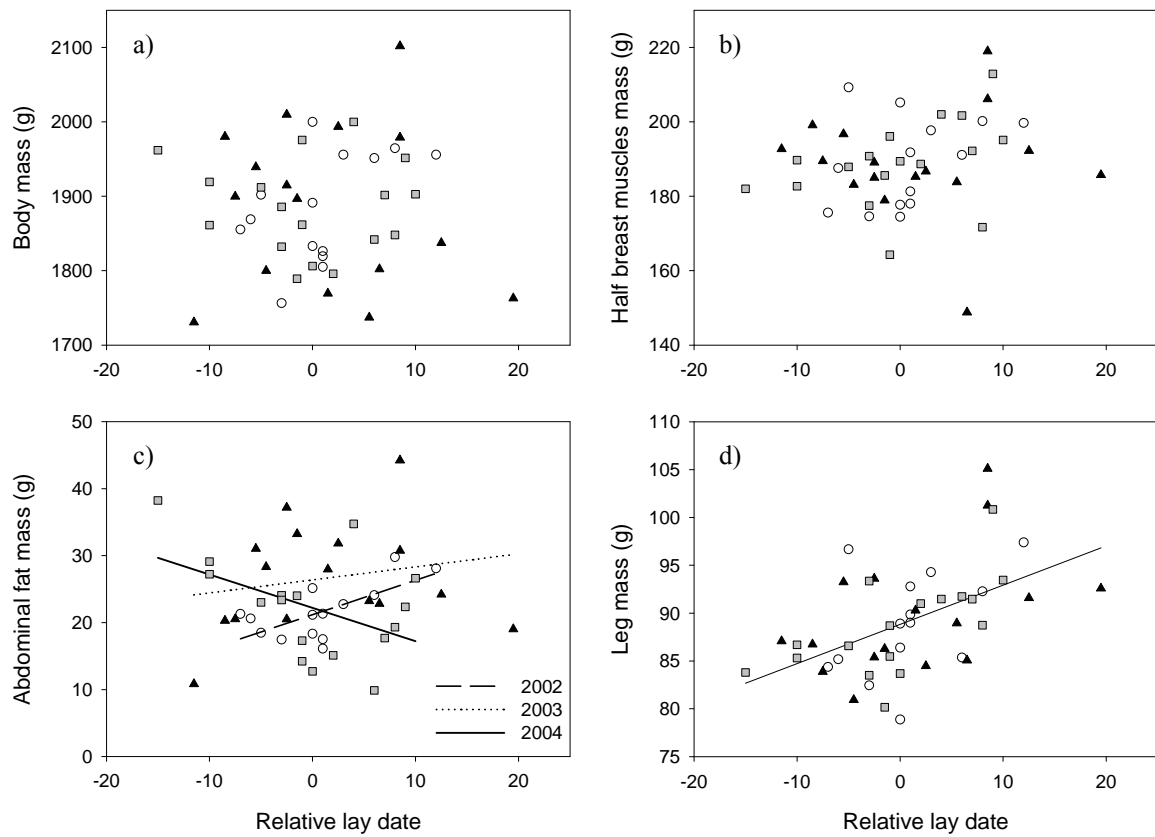 a)
Body mass (g)
2100
2000
1900
1800
1700
-20 -10 0 10 20
b)
Half breast muscles mass (g)
220
200
180
160
140
-20 -10 0 10 20
c)
Abdominal fat mass (g)
50
40
30
20
10
0
2002
2003
2004
-20 -10 0 10 20
Relative lay date
d)
Leg mass (g)
110
105
100
95
90
85
80
75
-20 -10 0 10 20
Relative lay date